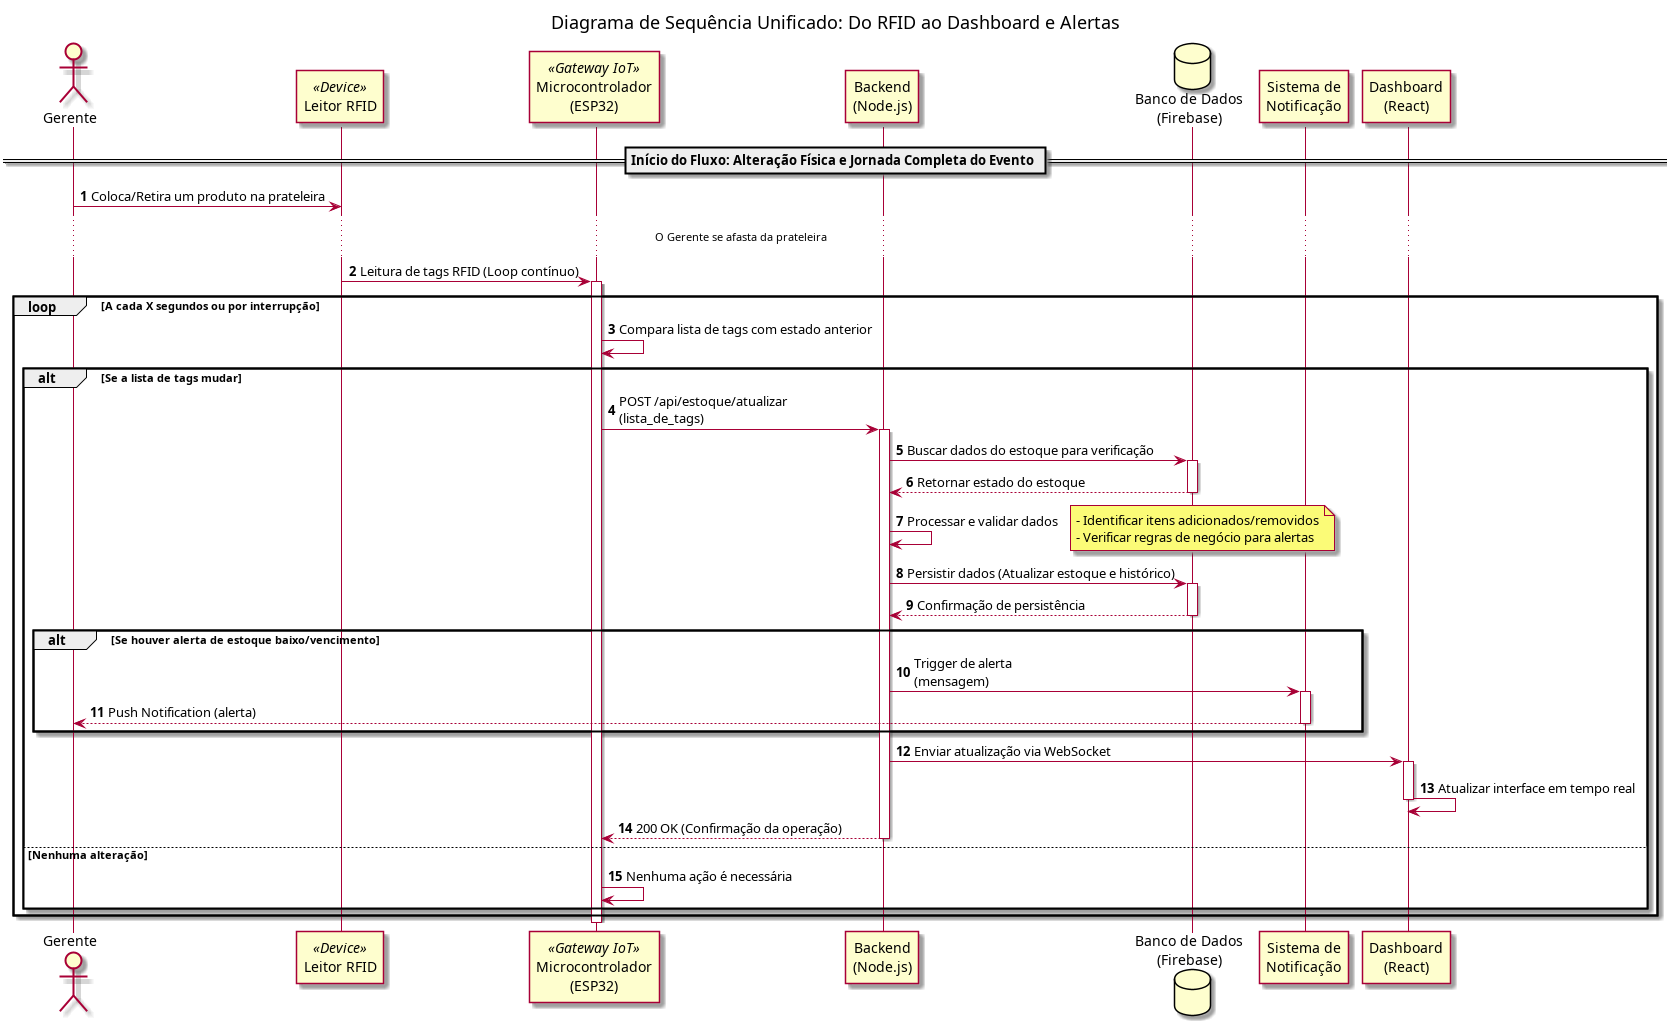 Diagrama de Sequência Unificado: Do RFID ao Dashboard e Alertas
Gerente
«Device»
Leitor RFID
«Gateway IoT»
Microcontrolador
(ESP32)
Backend
(Node.js)
Banco de Dados
(Firebase)
Sistema de
Notificação
Dashboard
(React)
Início do Fluxo: Alteração Física e Jornada Completa do Evento
1 Coloca/Retira um produto na prateleira
O Gerente se afasta da prateleira
2 Leitura de tags RFID (Loop contínuo)
loop [A cada X segundos ou por interrupção]
3 Compara lista de tags com estado anterior
alt [Se a lista de tags mudar]
4 POST /api/estoque/atualizar
(lista_de_tags)
5 Buscar dados do estoque para verificação
6 Retornar estado do estoque
7 Processar e validar dados
- Identificar itens adicionados/removidos
- Verificar regras de negócio para alertas
8 Persistir dados (Atualizar estoque e histórico)
9 Confirmação de persistência
alt [Se houver alerta de estoque baixo/vencimento]
10 Trigger de alerta
(mensagem)
11 Push Notification (alerta)
12 Enviar atualização via WebSocket
13 Atualizar interface em tempo real
14 200 OK (Confirmação da operação)
[Nenhuma alteração]
15 Nenhuma ação é necessária
Gerente
«Device»
Leitor RFID
«Gateway IoT»
Microcontrolador
(ESP32)
Backend
(Node.js)
Banco de Dados
(Firebase)
Sistema de
Notificação
Dashboard
(React)